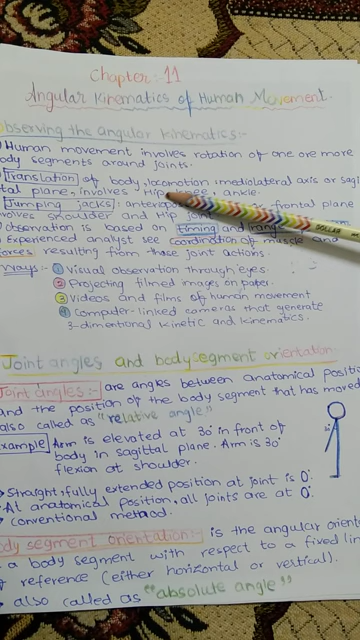 Chapter : 11
Angular Kinematics of Human Movement.
bserving the angular kinematics:-
Human movement involves rotation of one ore more
ody segments around joints.
Translation of body, locomotion : mediolateral axis or sagi
tal plane, involves Hip, knee, ankle.
Jumping jacks: frontal plane
volves shoulder and Hip joint
bservation is based on timing and range
Experienced analyst see coordination of muscle and
orces resulting from those joint actions.
Ways:- ① Visual observation through eyes.
② Projecting filmed images on paper.
③ Videos and films of human movement
④ Computer-linked cameras that generate
3-dimentional kinetic and kinematics.
DOLLAR
Joint angles and body segment orientation
Joint angles:- are angles between anatomical positi
and the position of the body segment that has moved
also called as "relative angle"
Example Arm is elevated at 30° in front of
body in sagittal plane. Arm is 30°
flexion at shoulder.
→ Straight, fully extended position at joint is 0°.
→ At anatomical position, all joints are at 0°.
conventional method.
ody segment orientation:- is the angular orient
a body segment with respect to a fixed lin
f reference (either horizontal or vertical).
also called as "absolute angle"